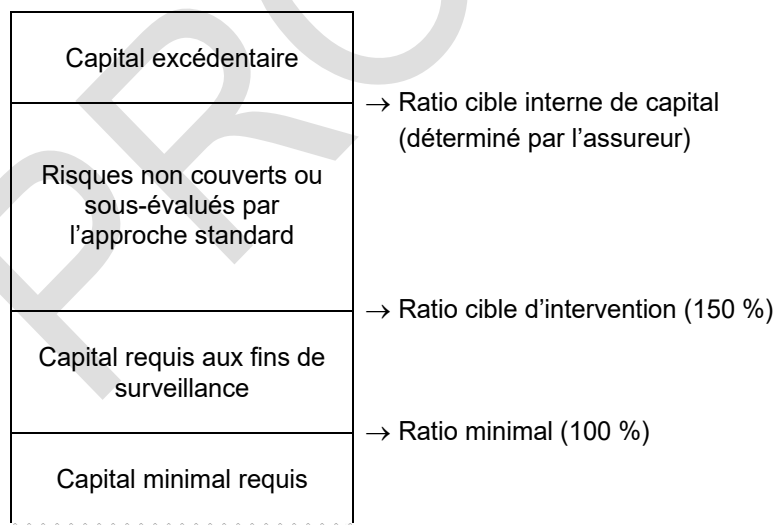 Capital excédentaire
→ Ratio cible interne de capital
(déterminé par l’assureur)
Risques non couverts ou
sous-évalués par
l’approche standard
→ Ratio cible d’intervention (150 %)
Capital requis aux fins de
surveillance
→ Ratio minimal (100 %)
Capital minimal requis